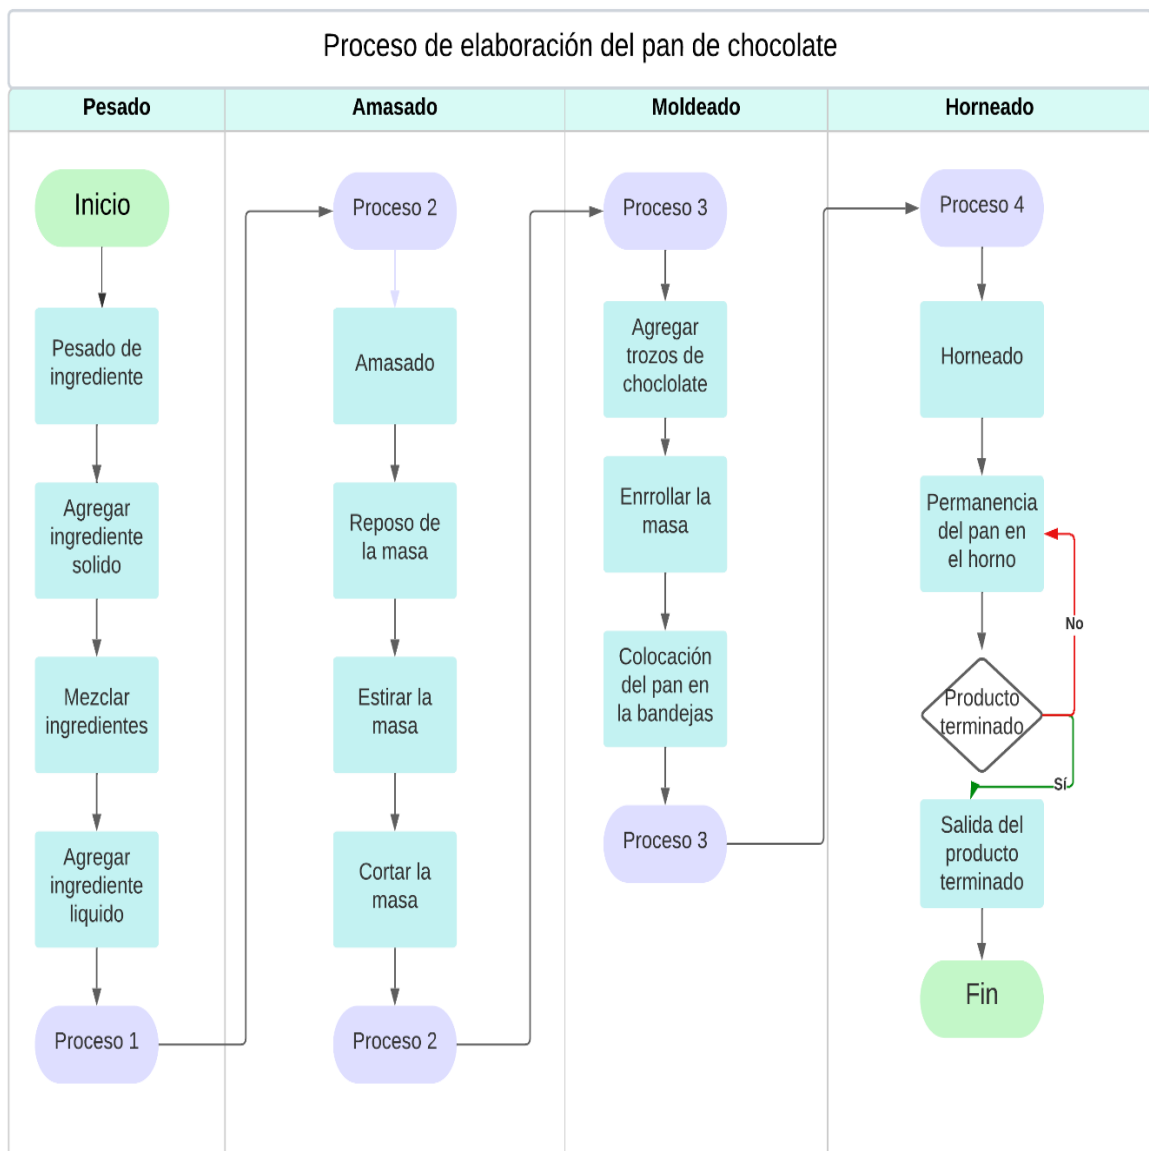 Proceso de elaboración del pan de chocolate
Pesado
Amasado
Moldeado
Horneado
Inicio
Pesado de
ingrediente
Agregar
ingrediente
solido
Mezclar
ingredientes
Agregar
ingrediente
liquido
Proceso 1
Proceso 2
Amasado
Reposo de
la masa
Estirar la
masa
Cortar la
masa
Proceso 2
Proceso 3
Agregar
trozos de
choclolate
Enrrollar la
masa
Colocación
del pan en
la bandejas
Proceso 3
Proceso 4
Horneado
Permanencia
del pan en
el horno
No
Producto
terminado
Sí
Salida del
producto
terminado
Fin